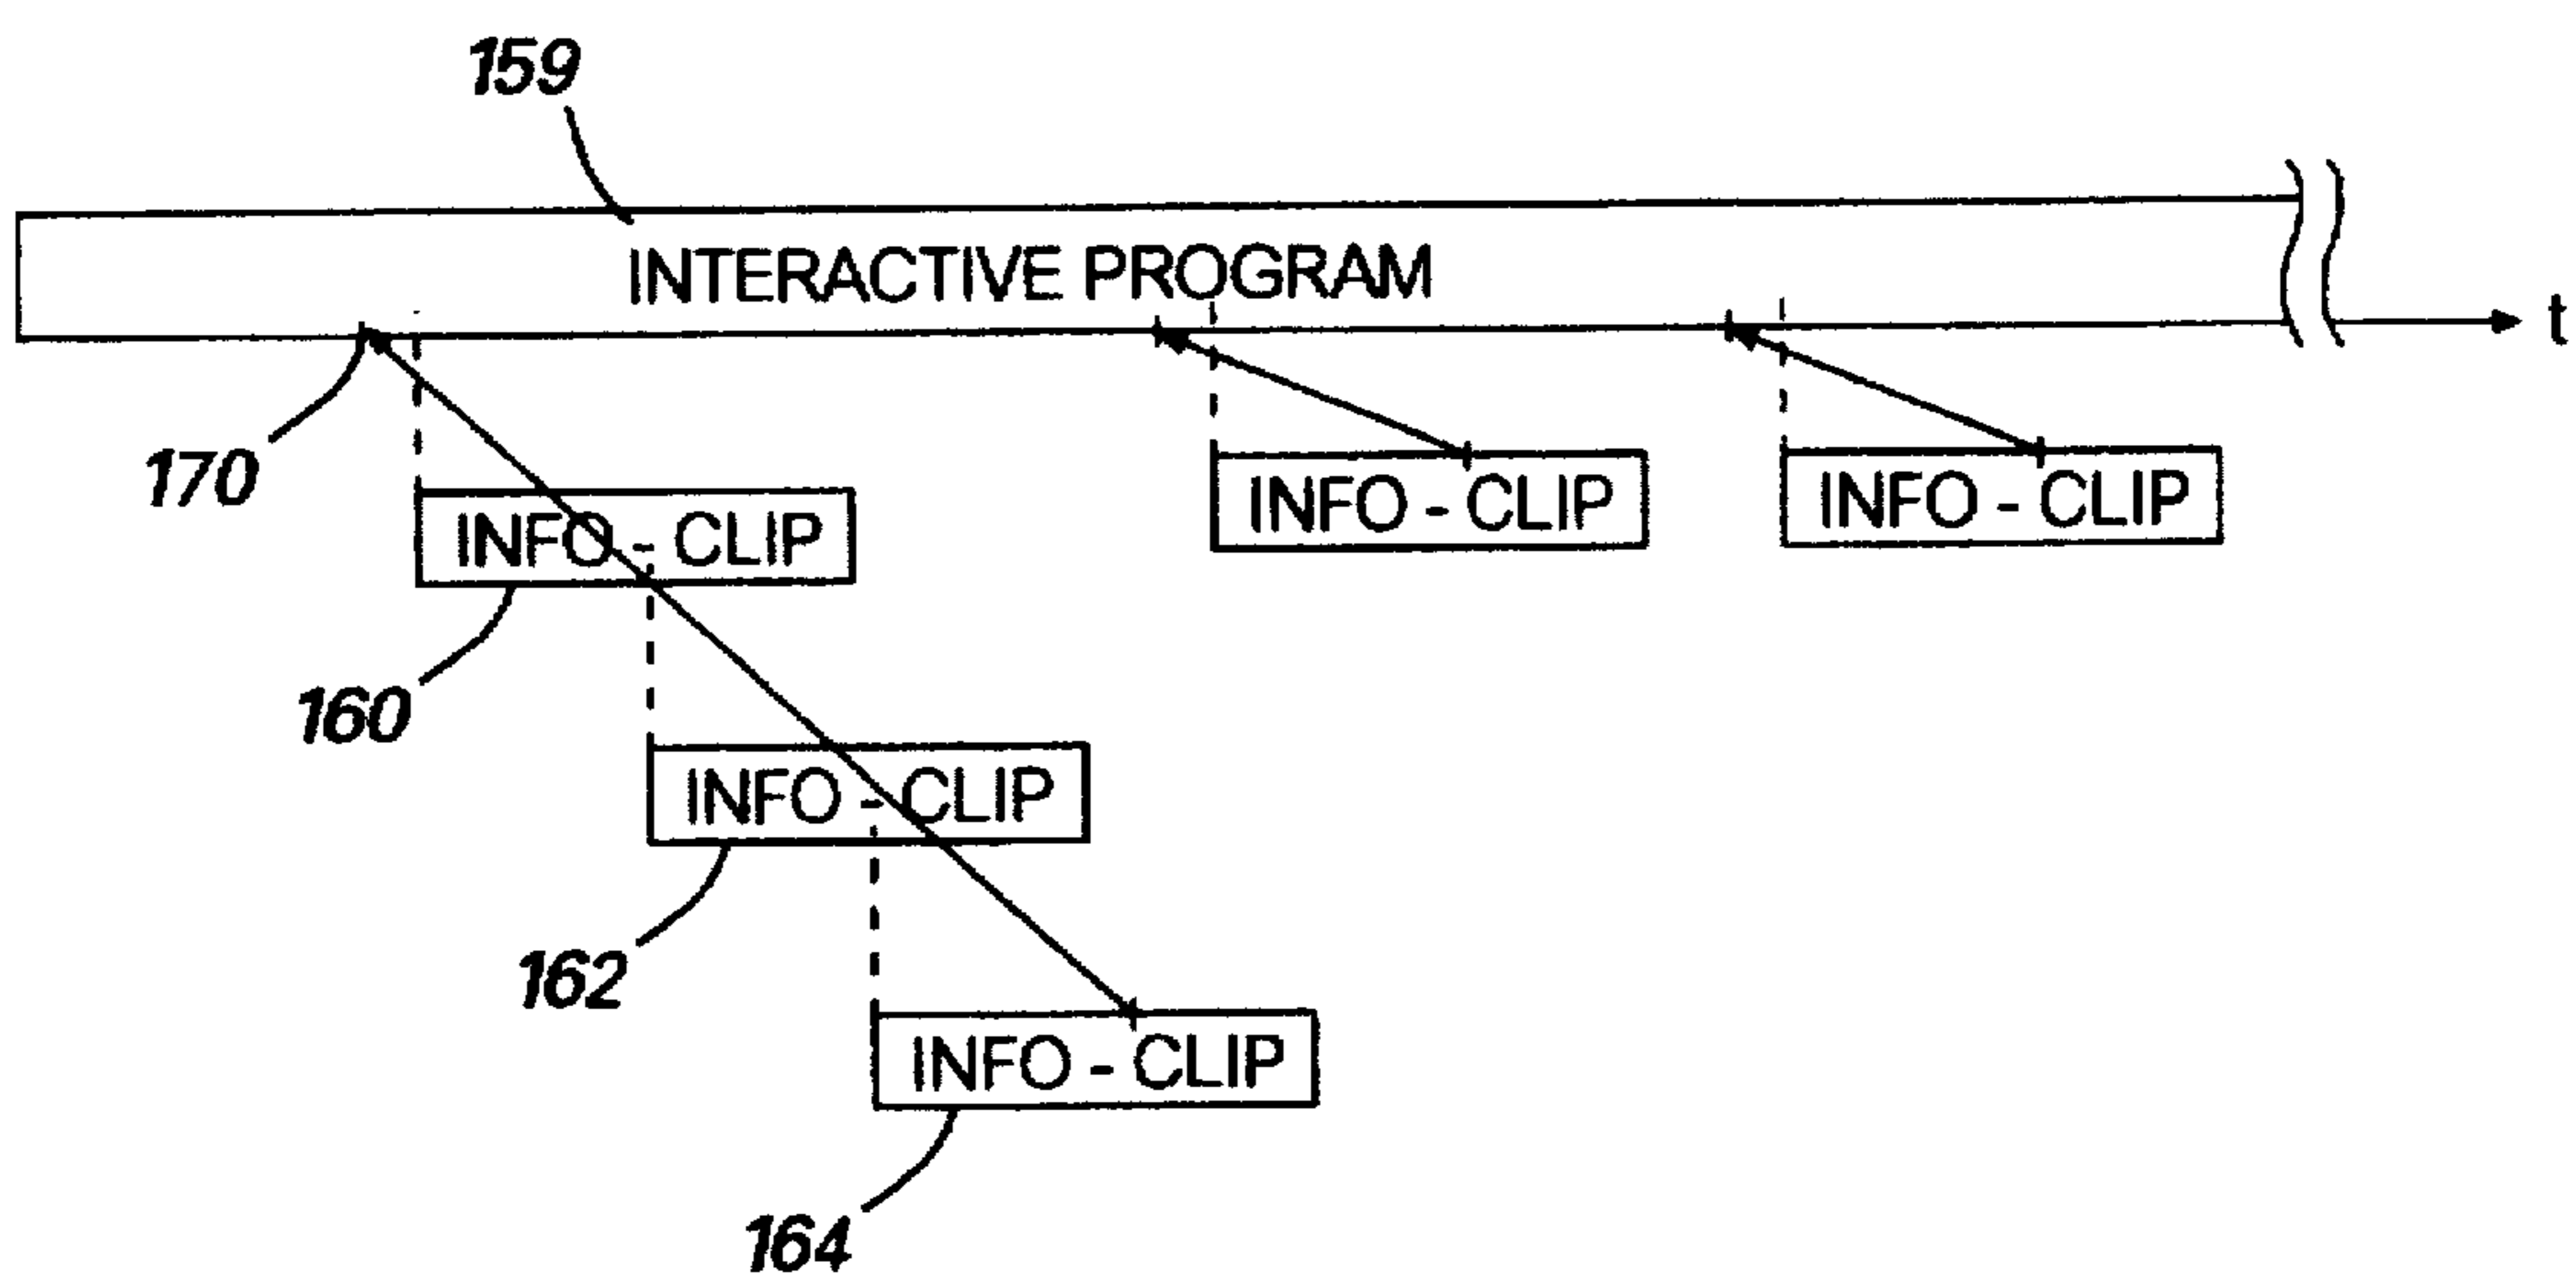 159
INTERACTIVE PROGRAM
t
170
INFO - CLIP
INFO - CLIP
INFO - CLIP
160
INFO - CLIP
162
INFO - CLIP
164